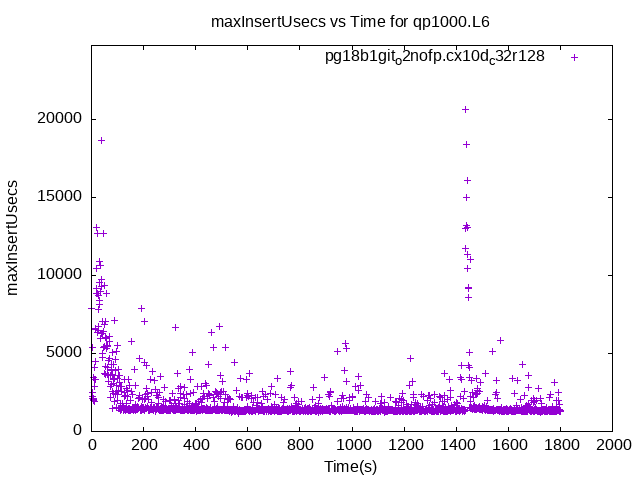 maxInsertUsecs vs Time for qp1000.L6
pg18b1git_o2nofp.cx10d_c32r128
maxInsertUsecs
20000
15000
10000
5000
0
0 200 400 600 800 1000 1200 1400 1600 1800 2000
Time(s)